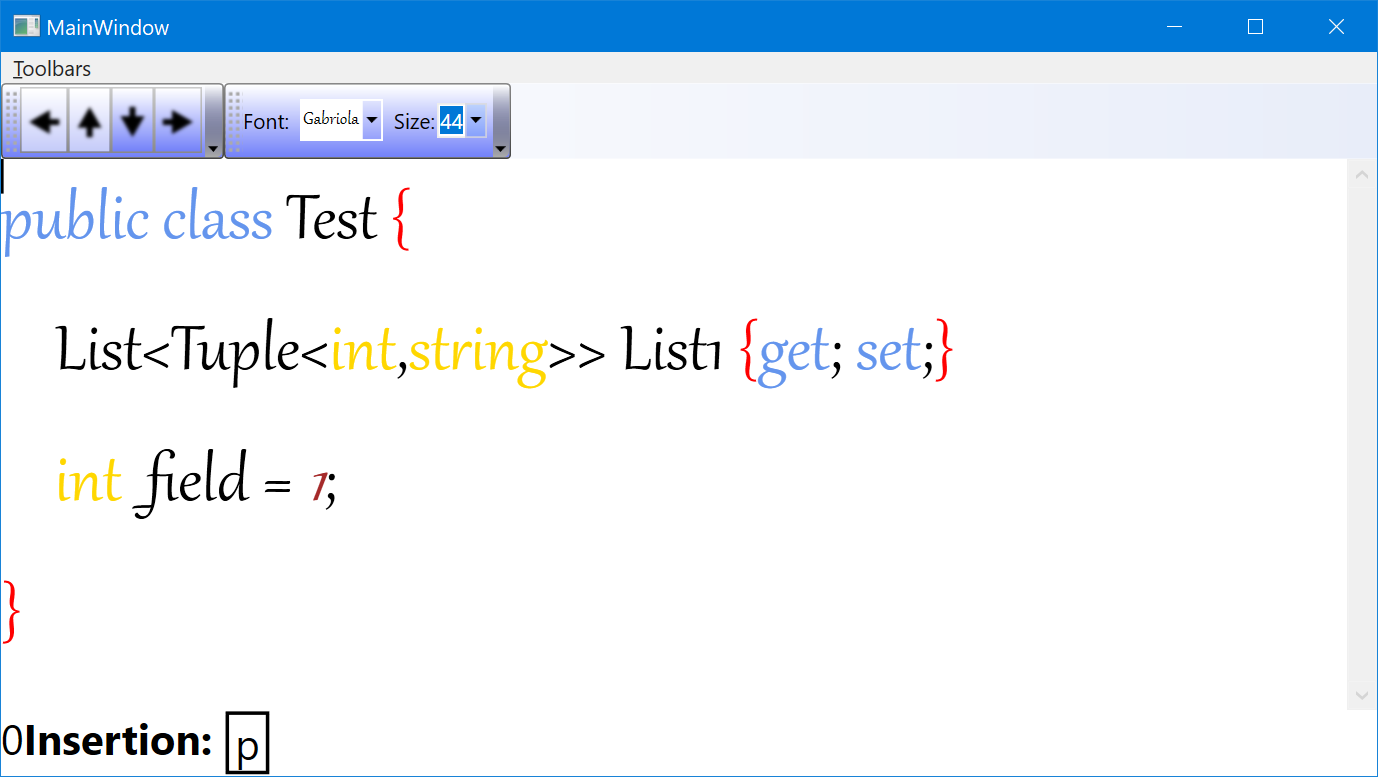 MainWindow
Toolbars
Font: Gabriola Size: 44
public class Test {
List<Tuple<int,string>> List1 {get; set;}
int _field = 1;
}
0Insertion: p